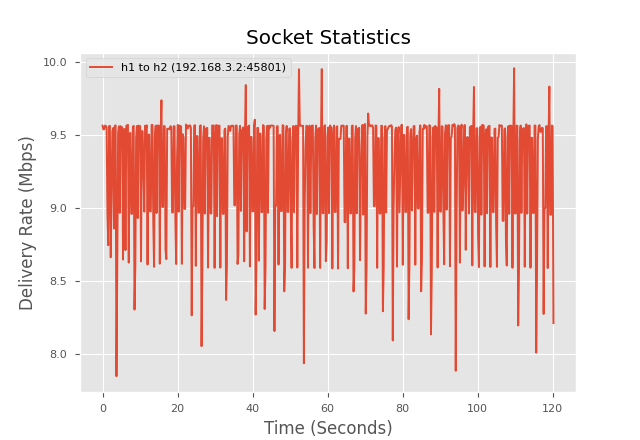 Socket Statistics
h1 to h2 (192.168.3.2:45801)
Delivery Rate (Mbps)
10.0
9.5
9.0
8.5
8.0
0 20 40 60 80 100 120
Time (Seconds)